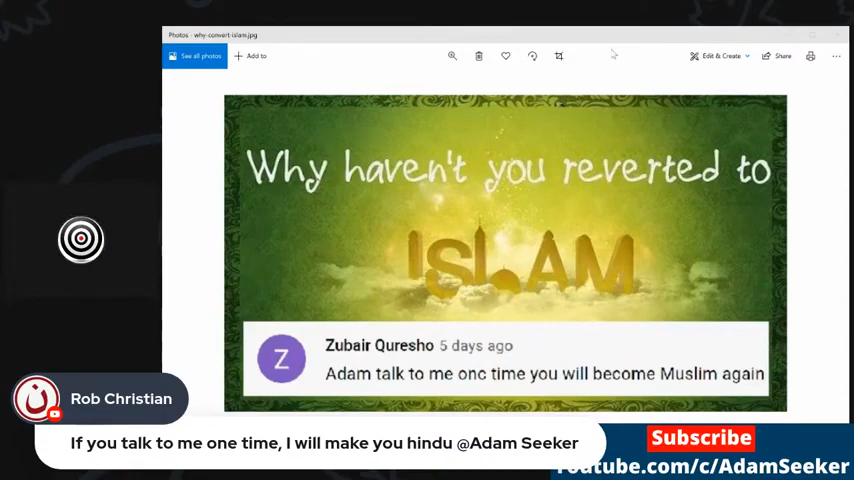 Photos - why-convert-islam.jpg
See all photos
Add to
Edit & Create
Share
Why haven't you reverted to
ISLAM
Z
Zubair Quresho 5 days ago
Adam talk to me onc time you will become Muslim again
ن
Rob Christian
If you talk to me one time, I will make you hindu @Adam Seeker
Subscribe
Youtube.com/c/AdamSeeker